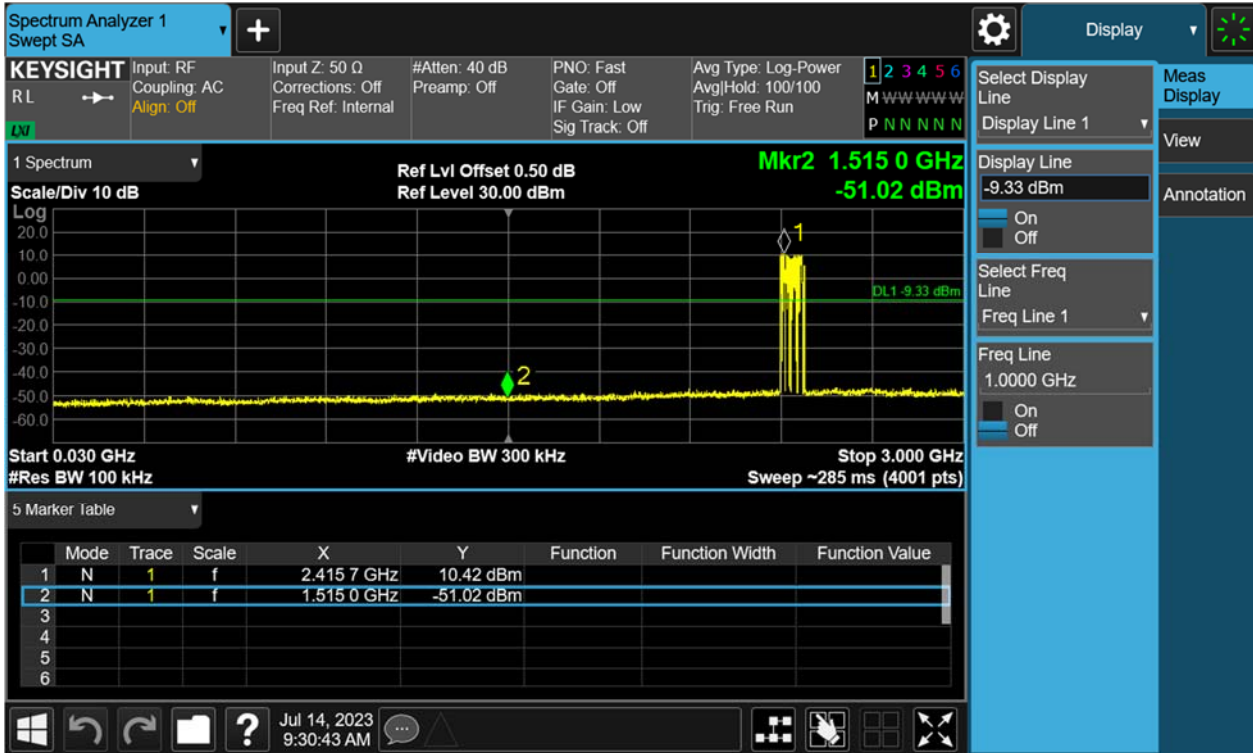 Spectrum Analyzer 1
Swept SA
+
Display
KEYSIGHT
RL
LXI
Input: RF
Coupling: AC
Align: Off
Input Z: 50 Ω
Corrections: Off
Freq Ref: Internal
#Atten: 40 dB
Preamp: Off
PNO: Fast
Gate: Off
IF Gain: Low
Sig Track: Off
Avg Type: Log-Power
Avg|Hold: 100/100
Trig: Free Run
1 2 3 4 5 6
M W W W W W W
P N N N N N
1 Spectrum
Scale/Div 10 dB
Ref Lvl Offset 0.50 dB
Ref Level 30.00 dBm
Mkr2 1.515 0 GHz
-51.02 dBm
Log
20.0
10.0
0.00
-10.0
-20.0
-30.0
-40.0
-50.0
-60.0
1
DL1 -9.33 dBm
2
Start 0.030 GHz
#Video BW 300 kHz
Stop 3.000 GHz
#Res BW 100 kHz
Sweep ~285 ms (4001 pts)
5 Marker Table
Mode Trace Scale X Y Function Function Width Function Value
1 N 1 f 2.415 7 GHz 10.42 dBm
2 N 1 f 1.515 0 GHz -51.02 dBm
3
4
5
6
?
Jul 14, 2023
9:30:43 AM
Select Display
Line
Display Line 1
Display Line
-9.33 dBm
On
Off
Select Freq
Line
Freq Line 1
Freq Line
1.0000 GHz
On
Off
Meas
Display
View
Annotation